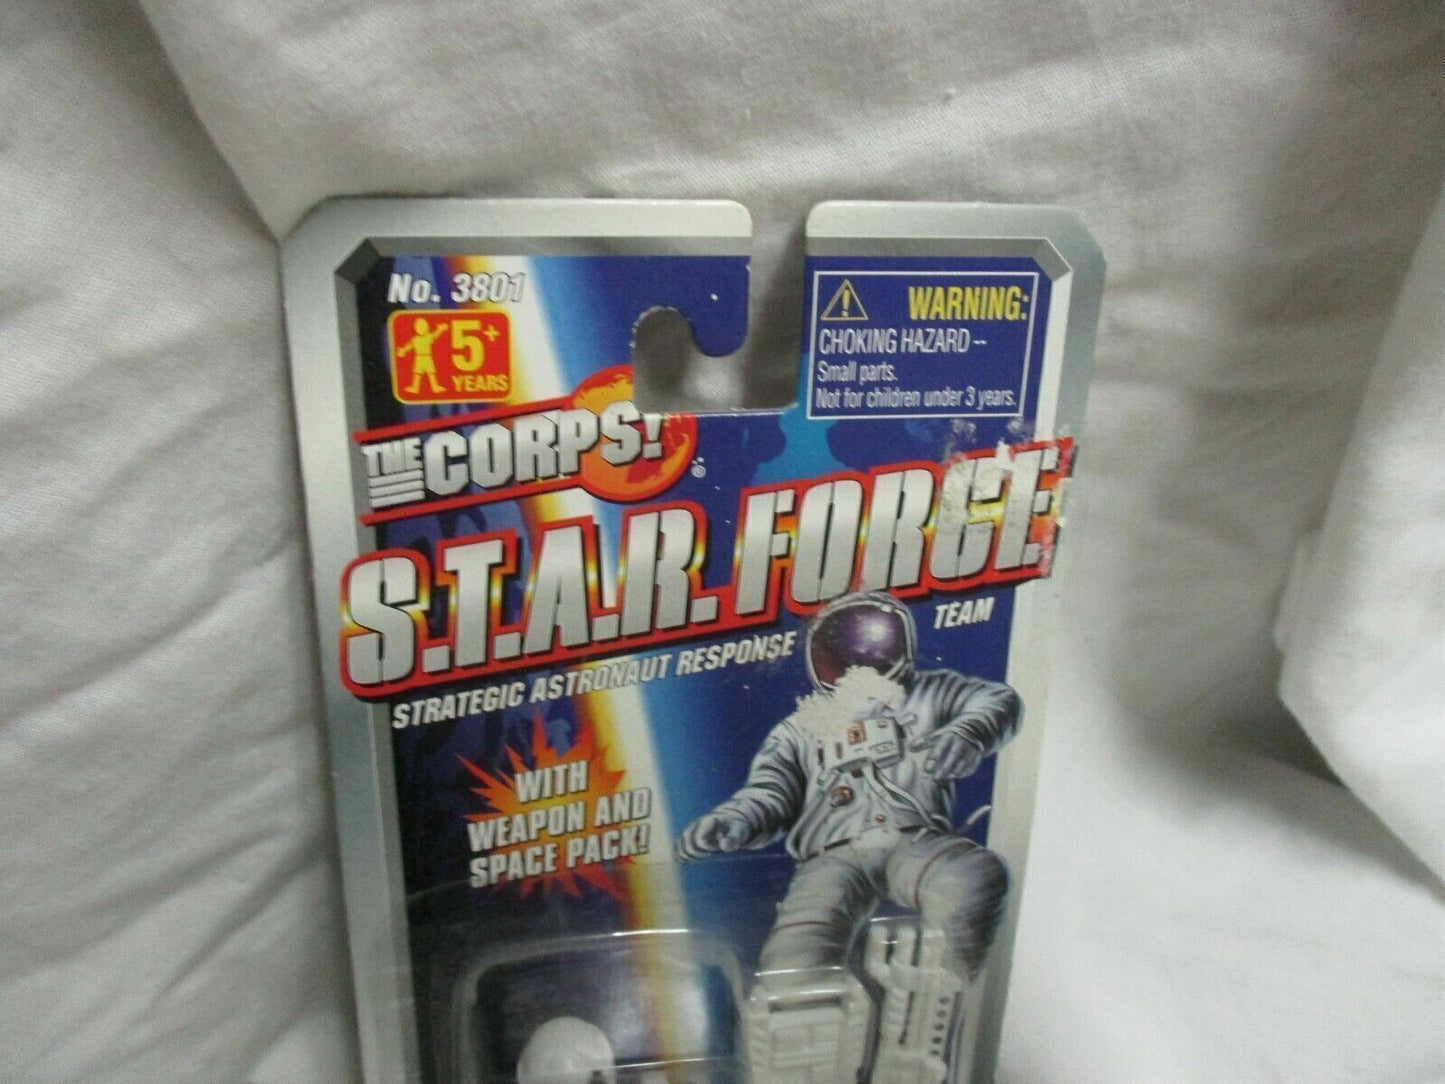 No. 3801
5+
YEARS
WARNING:
CHOKING HAZARD --
Small parts.
Not for children under 3 years.
THE CORPS!®
S.T.A.R. FORCE
STRATEGIC ASTRONAUT RESPONSE TEAM
WITH
WEAPON AND
SPACE PACK!